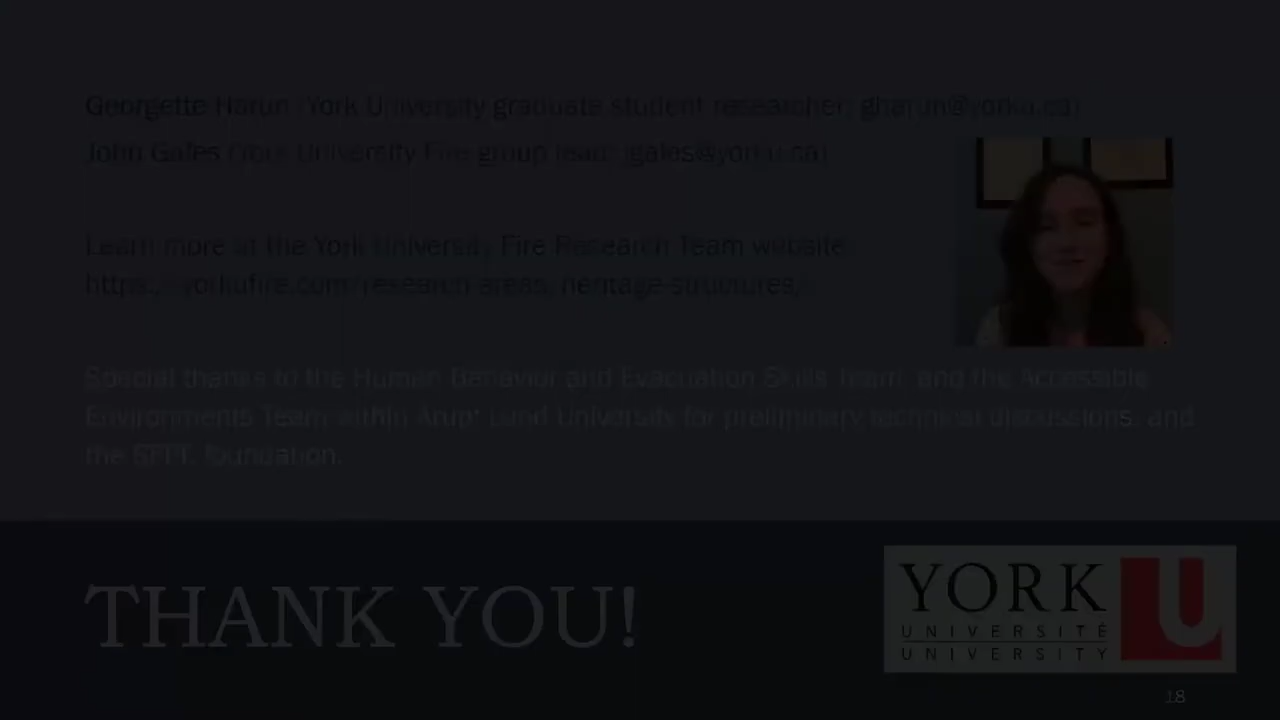 Georgette Harun (York University graduate student researcher, gharun@yorku.ca)
John Gales (York University Fire group lead, jgales@yorku.ca)
Learn more at the York University Fire Research Team website:
https://yorkufire.com/research-areas/heritage-structures/
Special thanks to the Human Behavior and Evacuation Skills Team, and the Accessible
Environments Team within Arup, Lund University for preliminary technical discussions, and
the SFPE foundation.
THANK YOU!
YORK U
UNIVERSITÉ
UNIVERSITY
18